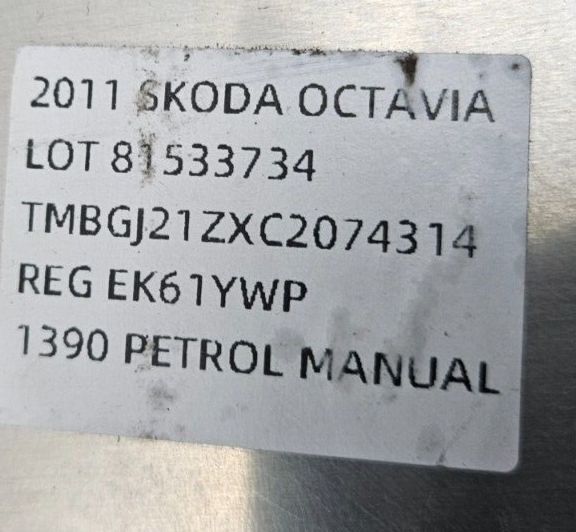 2011 SKODA OCTAVIA
LOT 81533734
TMBGJ21ZXC2074314
REG EK61YWP
1390 PETROL MANUAL